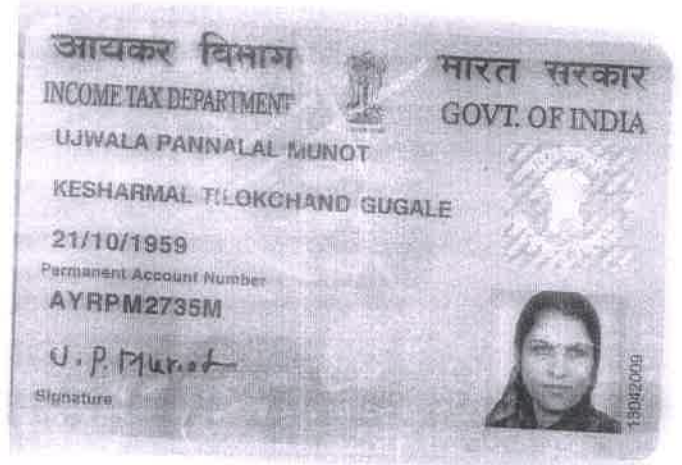 आयकर विभाग
भारत सरकार
INCOME TAX DEPARTMENT
GOVT. OF INDIA
UJWALA PANNALAL MUNOT
KESHARMAL TILOKCHAND GUGALE
21/10/1959
Permanent Account Number
AYRPM2735M
U. P. Munot
Signature
18042009